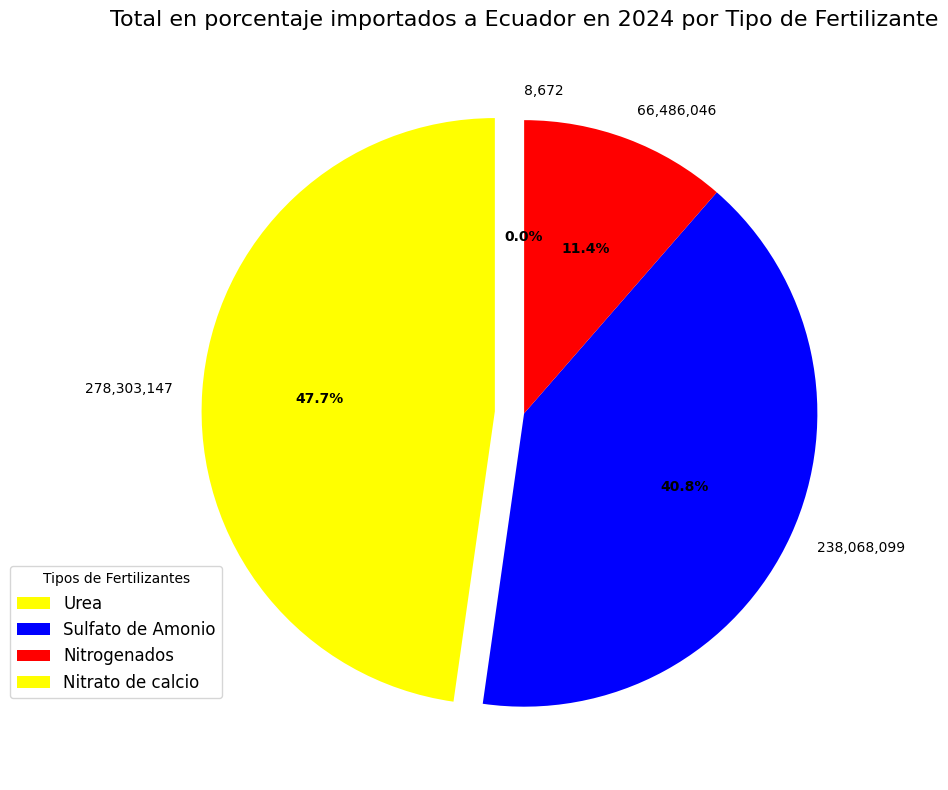 Total en porcentaje importados a Ecuador en 2024 por Tipo de Fertilizante
8,672
66,486,046
0.0%
11.4%
278,303,147
47.7%
40.8%
238,068,099
Tipos de Fertilizantes
Urea
Sulfato de Amonio
Nitrogenados
Nitrato de calcio